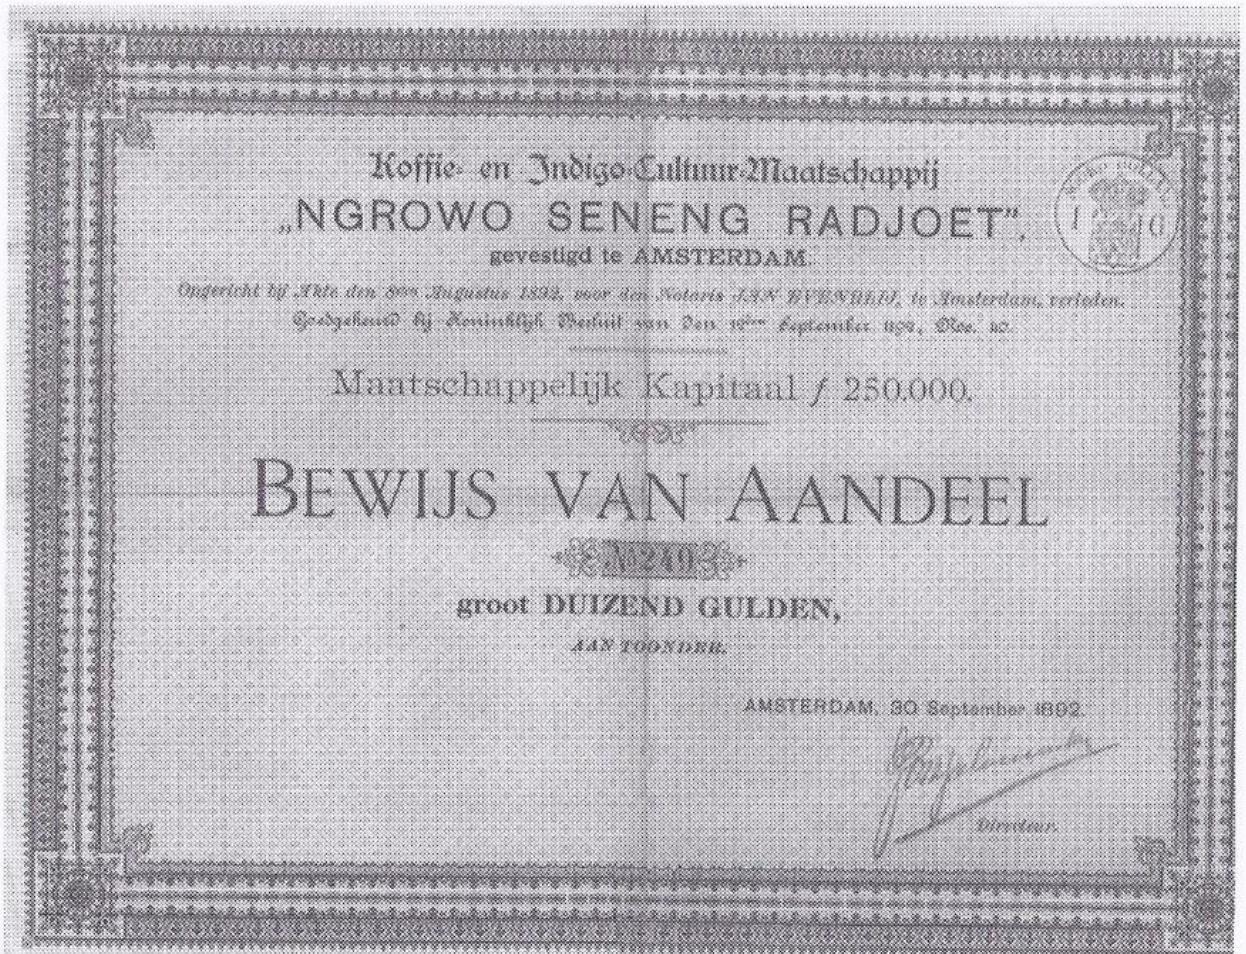 Koffie- en Indigo-Cultuur-Maatschappij
„NGROWO SENENG RADJOET”,
gevestigd te AMSTERDAM.
Opgericht bij Akte den 8sten Augustus 1892, voor den Notaris JAN te Amsterdam, verleden.
Goedgekeurd bij Koninklijk Besluit van den September 1892, No. 40.
Maatschappelijk Kapitaal ƒ 250.000.
BEWIJS VAN AANDEEL
No 240
groot DUIZEND GULDEN,
AAN TOONDER.
AMSTERDAM, 30 September 1892.
Directeur.